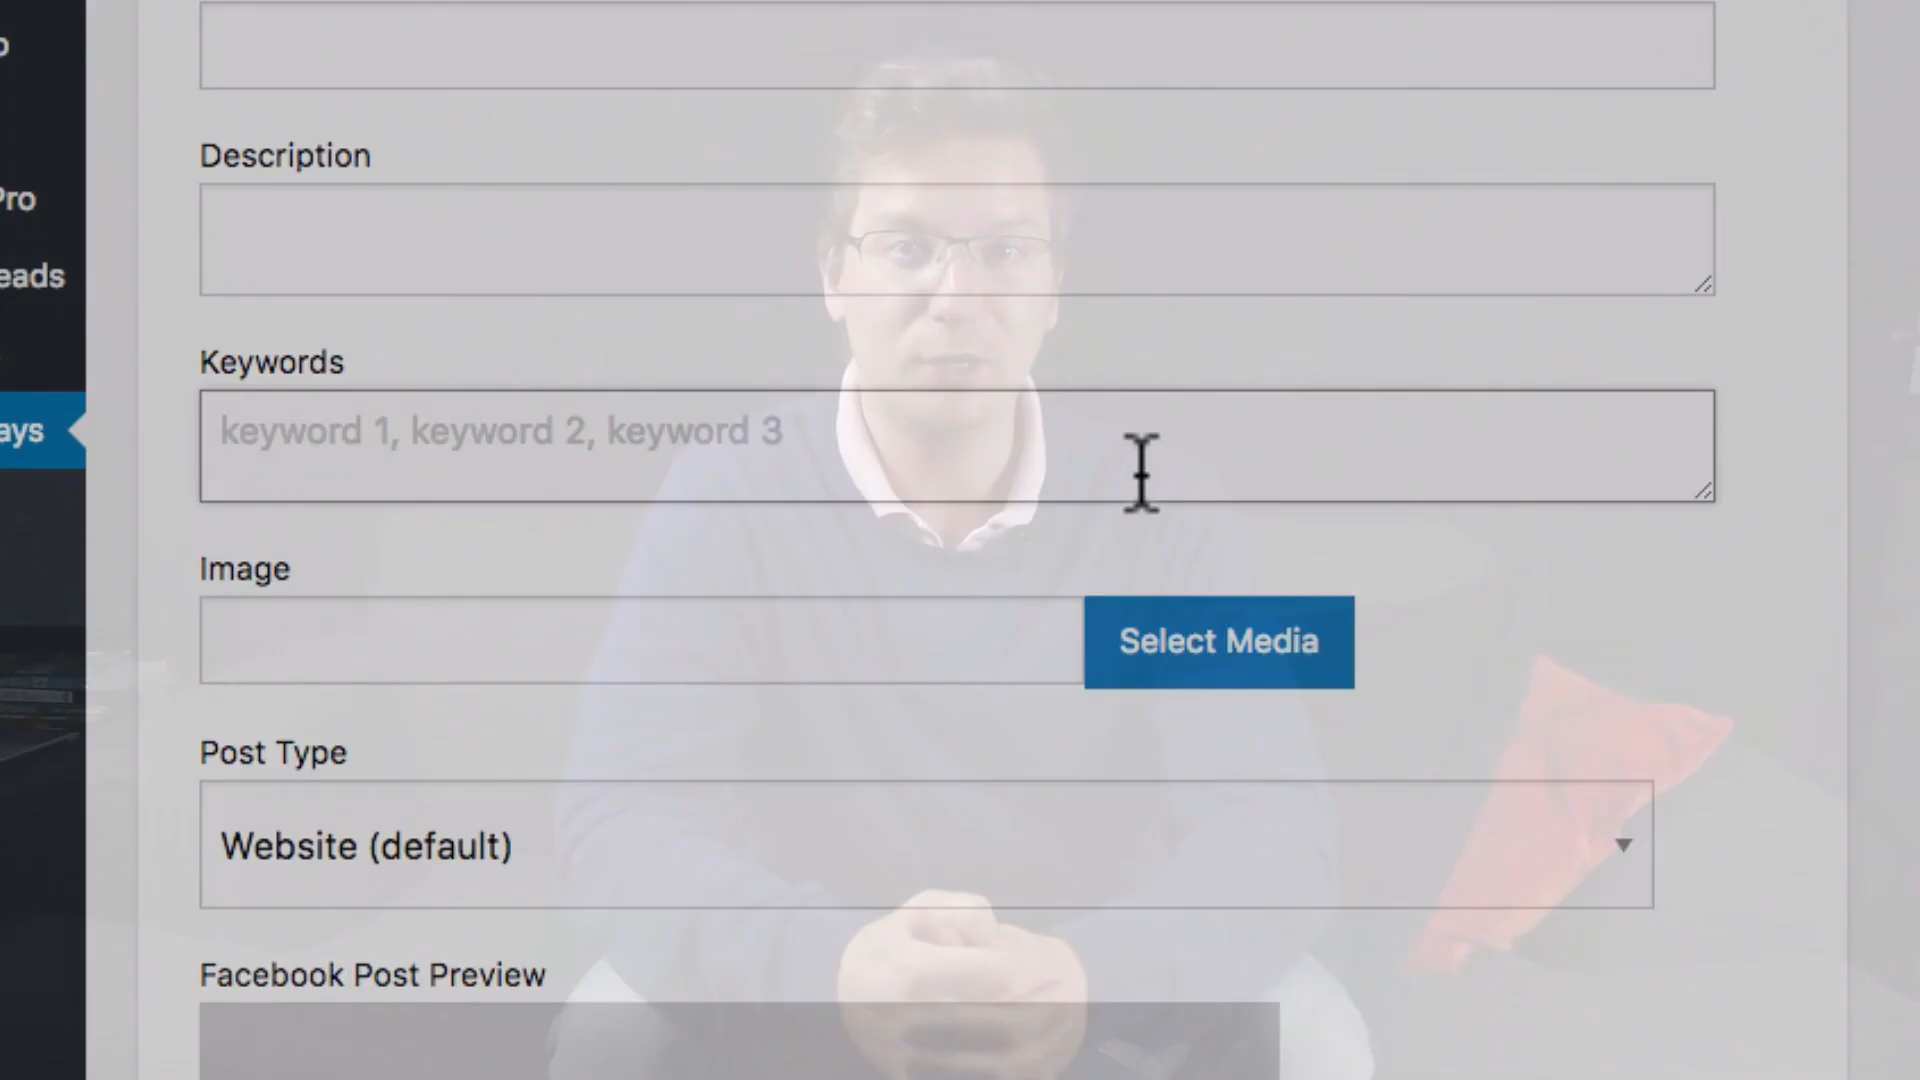 Description
Pro
eads
Keywords
keyword 1, keyword 2, keyword 3
ays
Image
Select Media
Post Type
Website (default)
Facebook Post Preview